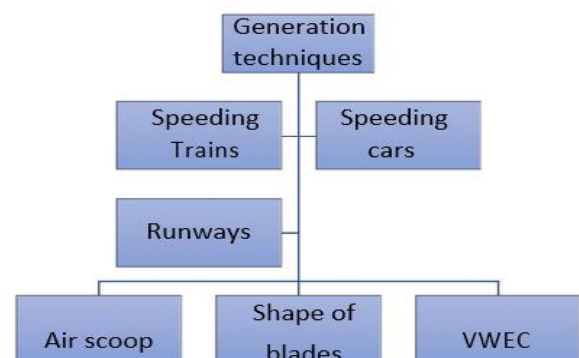 Generation
techniques
Speeding
Trains
Speeding
cars
Runways
Air scoop
Shape of
blades
VWEC